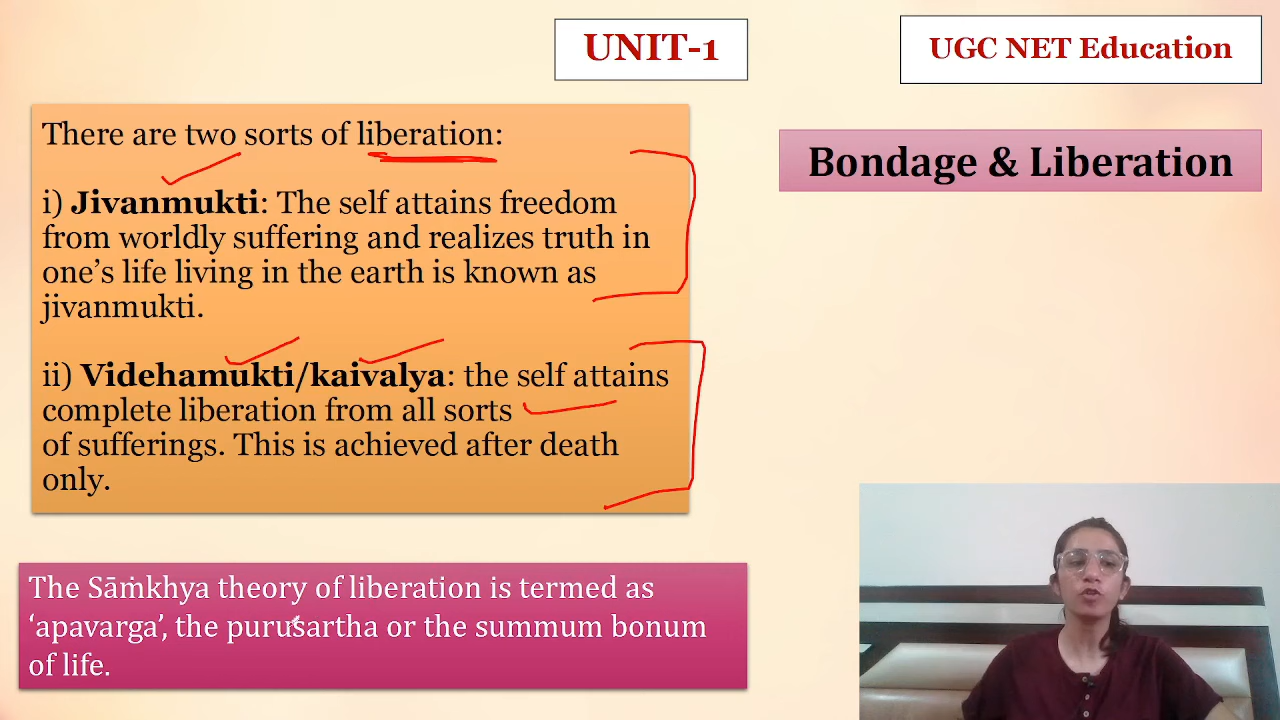 UNIT-1
UGC NET Education
Bondage & Liberation
There are two sorts of liberation:
i) Jivanmukti: The self attains freedom
from worldly suffering and realizes truth in
one’s life living in the earth is known as
jivanmukti.
ii) Videhamukti/kaivalya: the self attains
complete liberation from all sorts
of sufferings. This is achieved after death
only.
The Sāṁkhya theory of liberation is termed as
‘apavarga’, the purusartha or the summum bonum
of life.